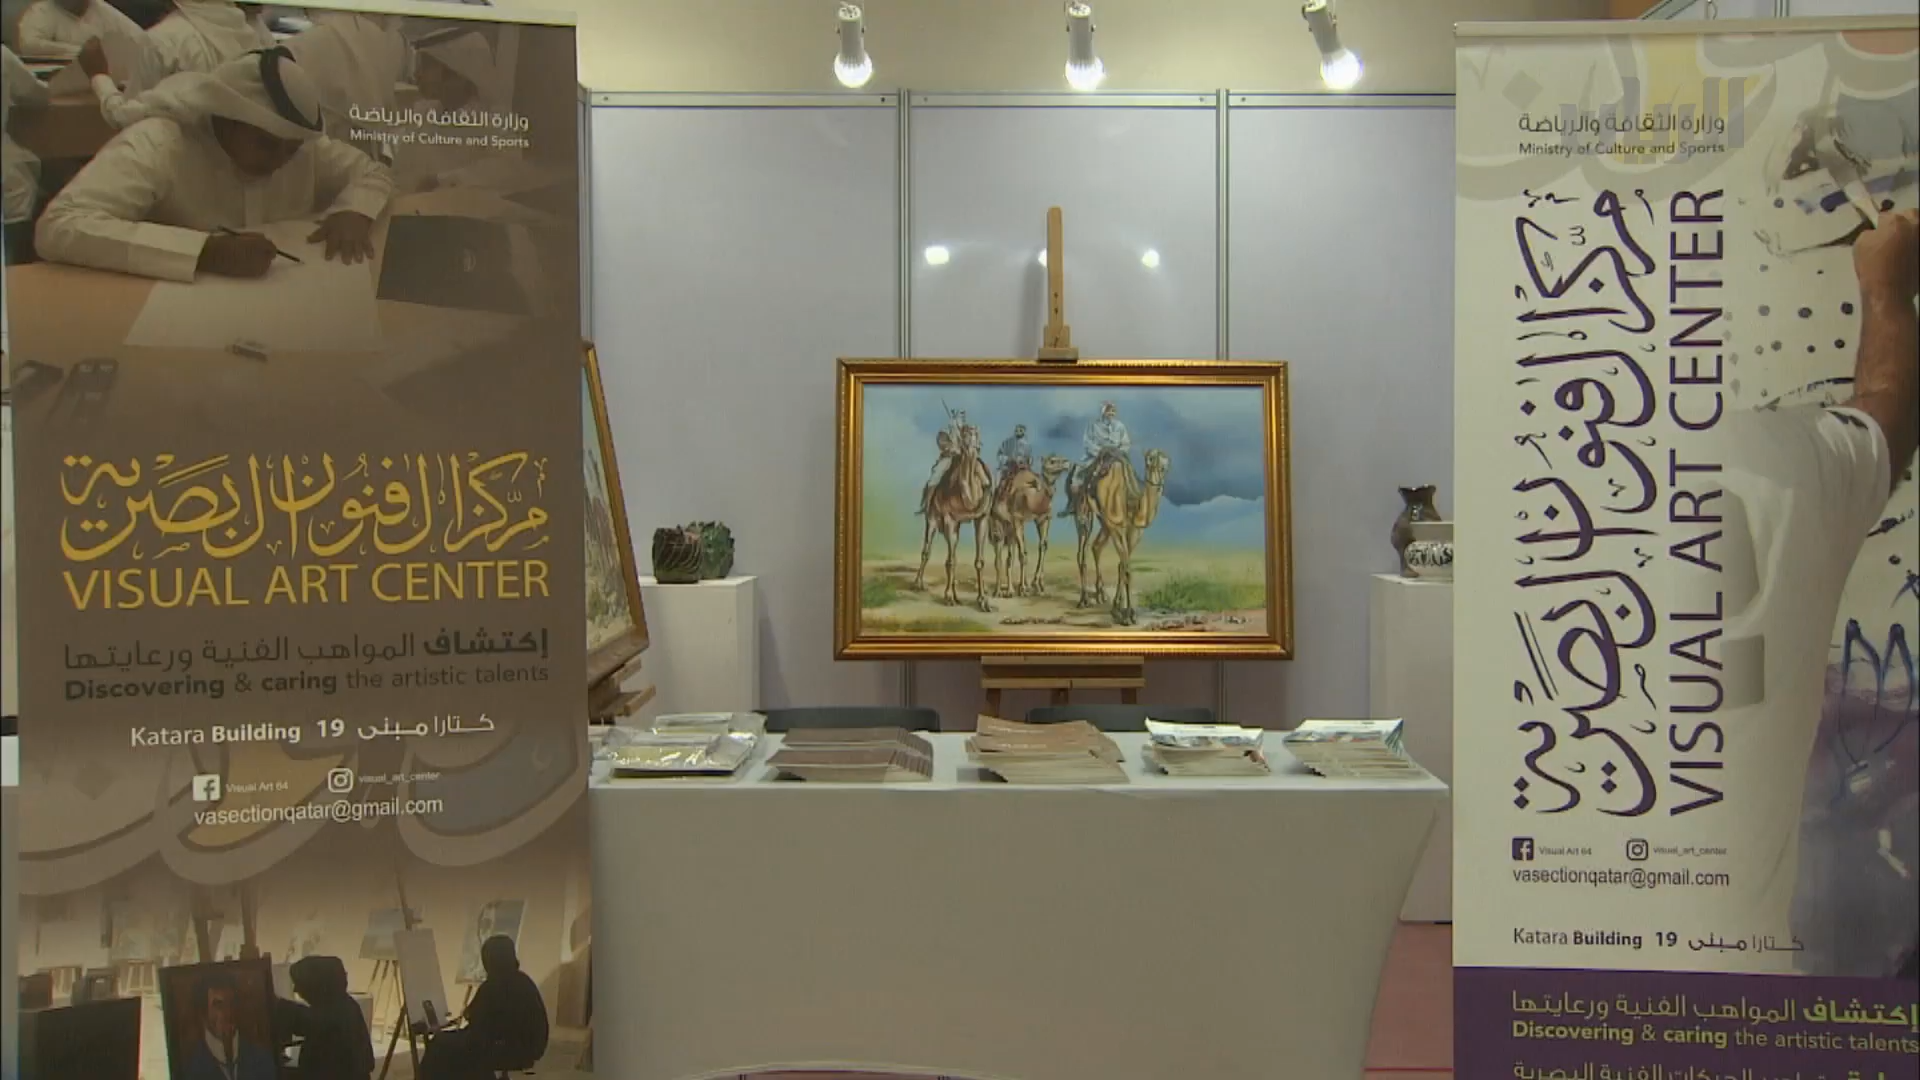 وزارة الثقافة والرياضة
Ministry of Culture and Sports
مركز الفنون البصرية
VISUAL ART CENTER
إكتشاف المواهب الفنية ورعايتها
Discovering & caring the artistic talents
Katara Building 19 كتارا مبنى
Visual Art 64 visual_art_center
vasectionqatar@gmail.com
الريان
وزارة الثقافة والرياضة
Ministry of Culture and Sports
مركز الفنون البصرية
VISUAL ART CENTER
Visual Art 64 visual_art_center
vasectionqatar@gmail.com
Katara Building 19 كتارا مبنى
إكتشاف المواهب الفنية ورعايتها
Discovering & caring the artistic talents